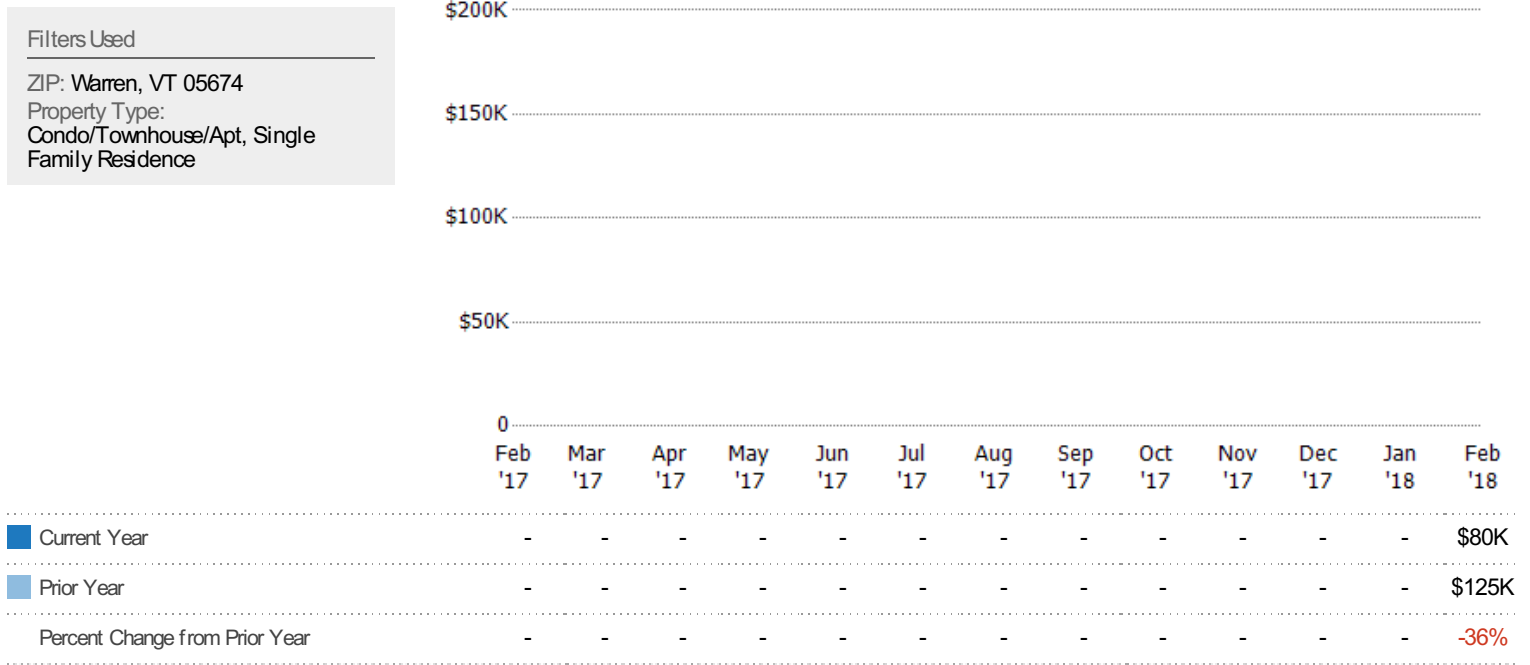 Filters Used
ZIP: Warren, VT 05674
Property Type:
Condo/Townhouse/Apt, Single
Family Residence
$200K
$150K
$100K
$50K
0
Feb Mar Apr May Jun Jul Aug Sep Oct Nov Dec Jan Feb
'17 '17 '17 '17 '17 '17 '17 '17 '17 '17 '17 '18 '18
Current Year - - - - - - - - - - - - $80K
Prior Year - - - - - - - - - - - - $125K
Percent Change from Prior Year - - - - - - - - - - - - -36%